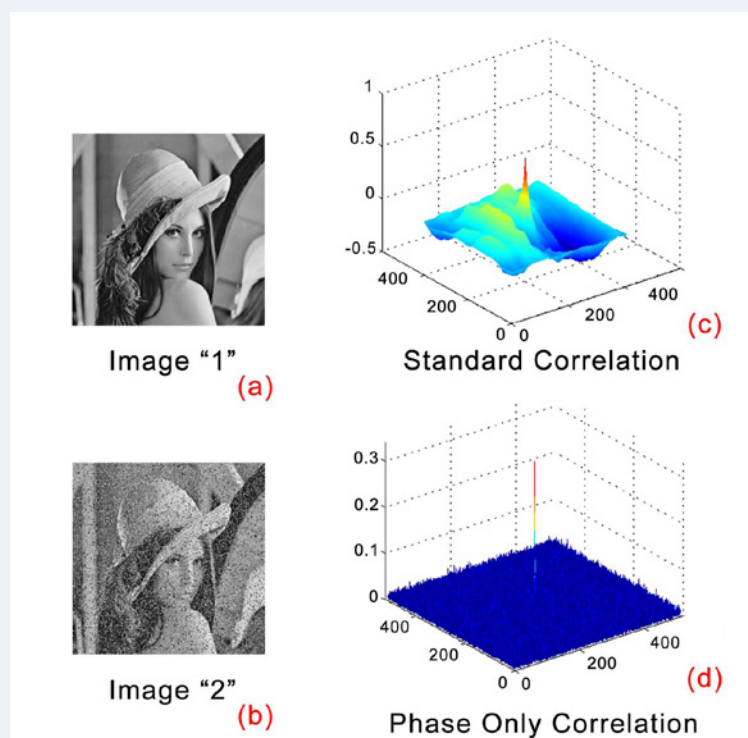 Image “1”
(a)
1
0.5
0
-0.5
400
200
0
0
200
400
(c)
Standard Correlation
Image “2”
(b)
0.3
0.2
0.1
0
400
200
0
0
200
400
(d)
Phase Only Correlation